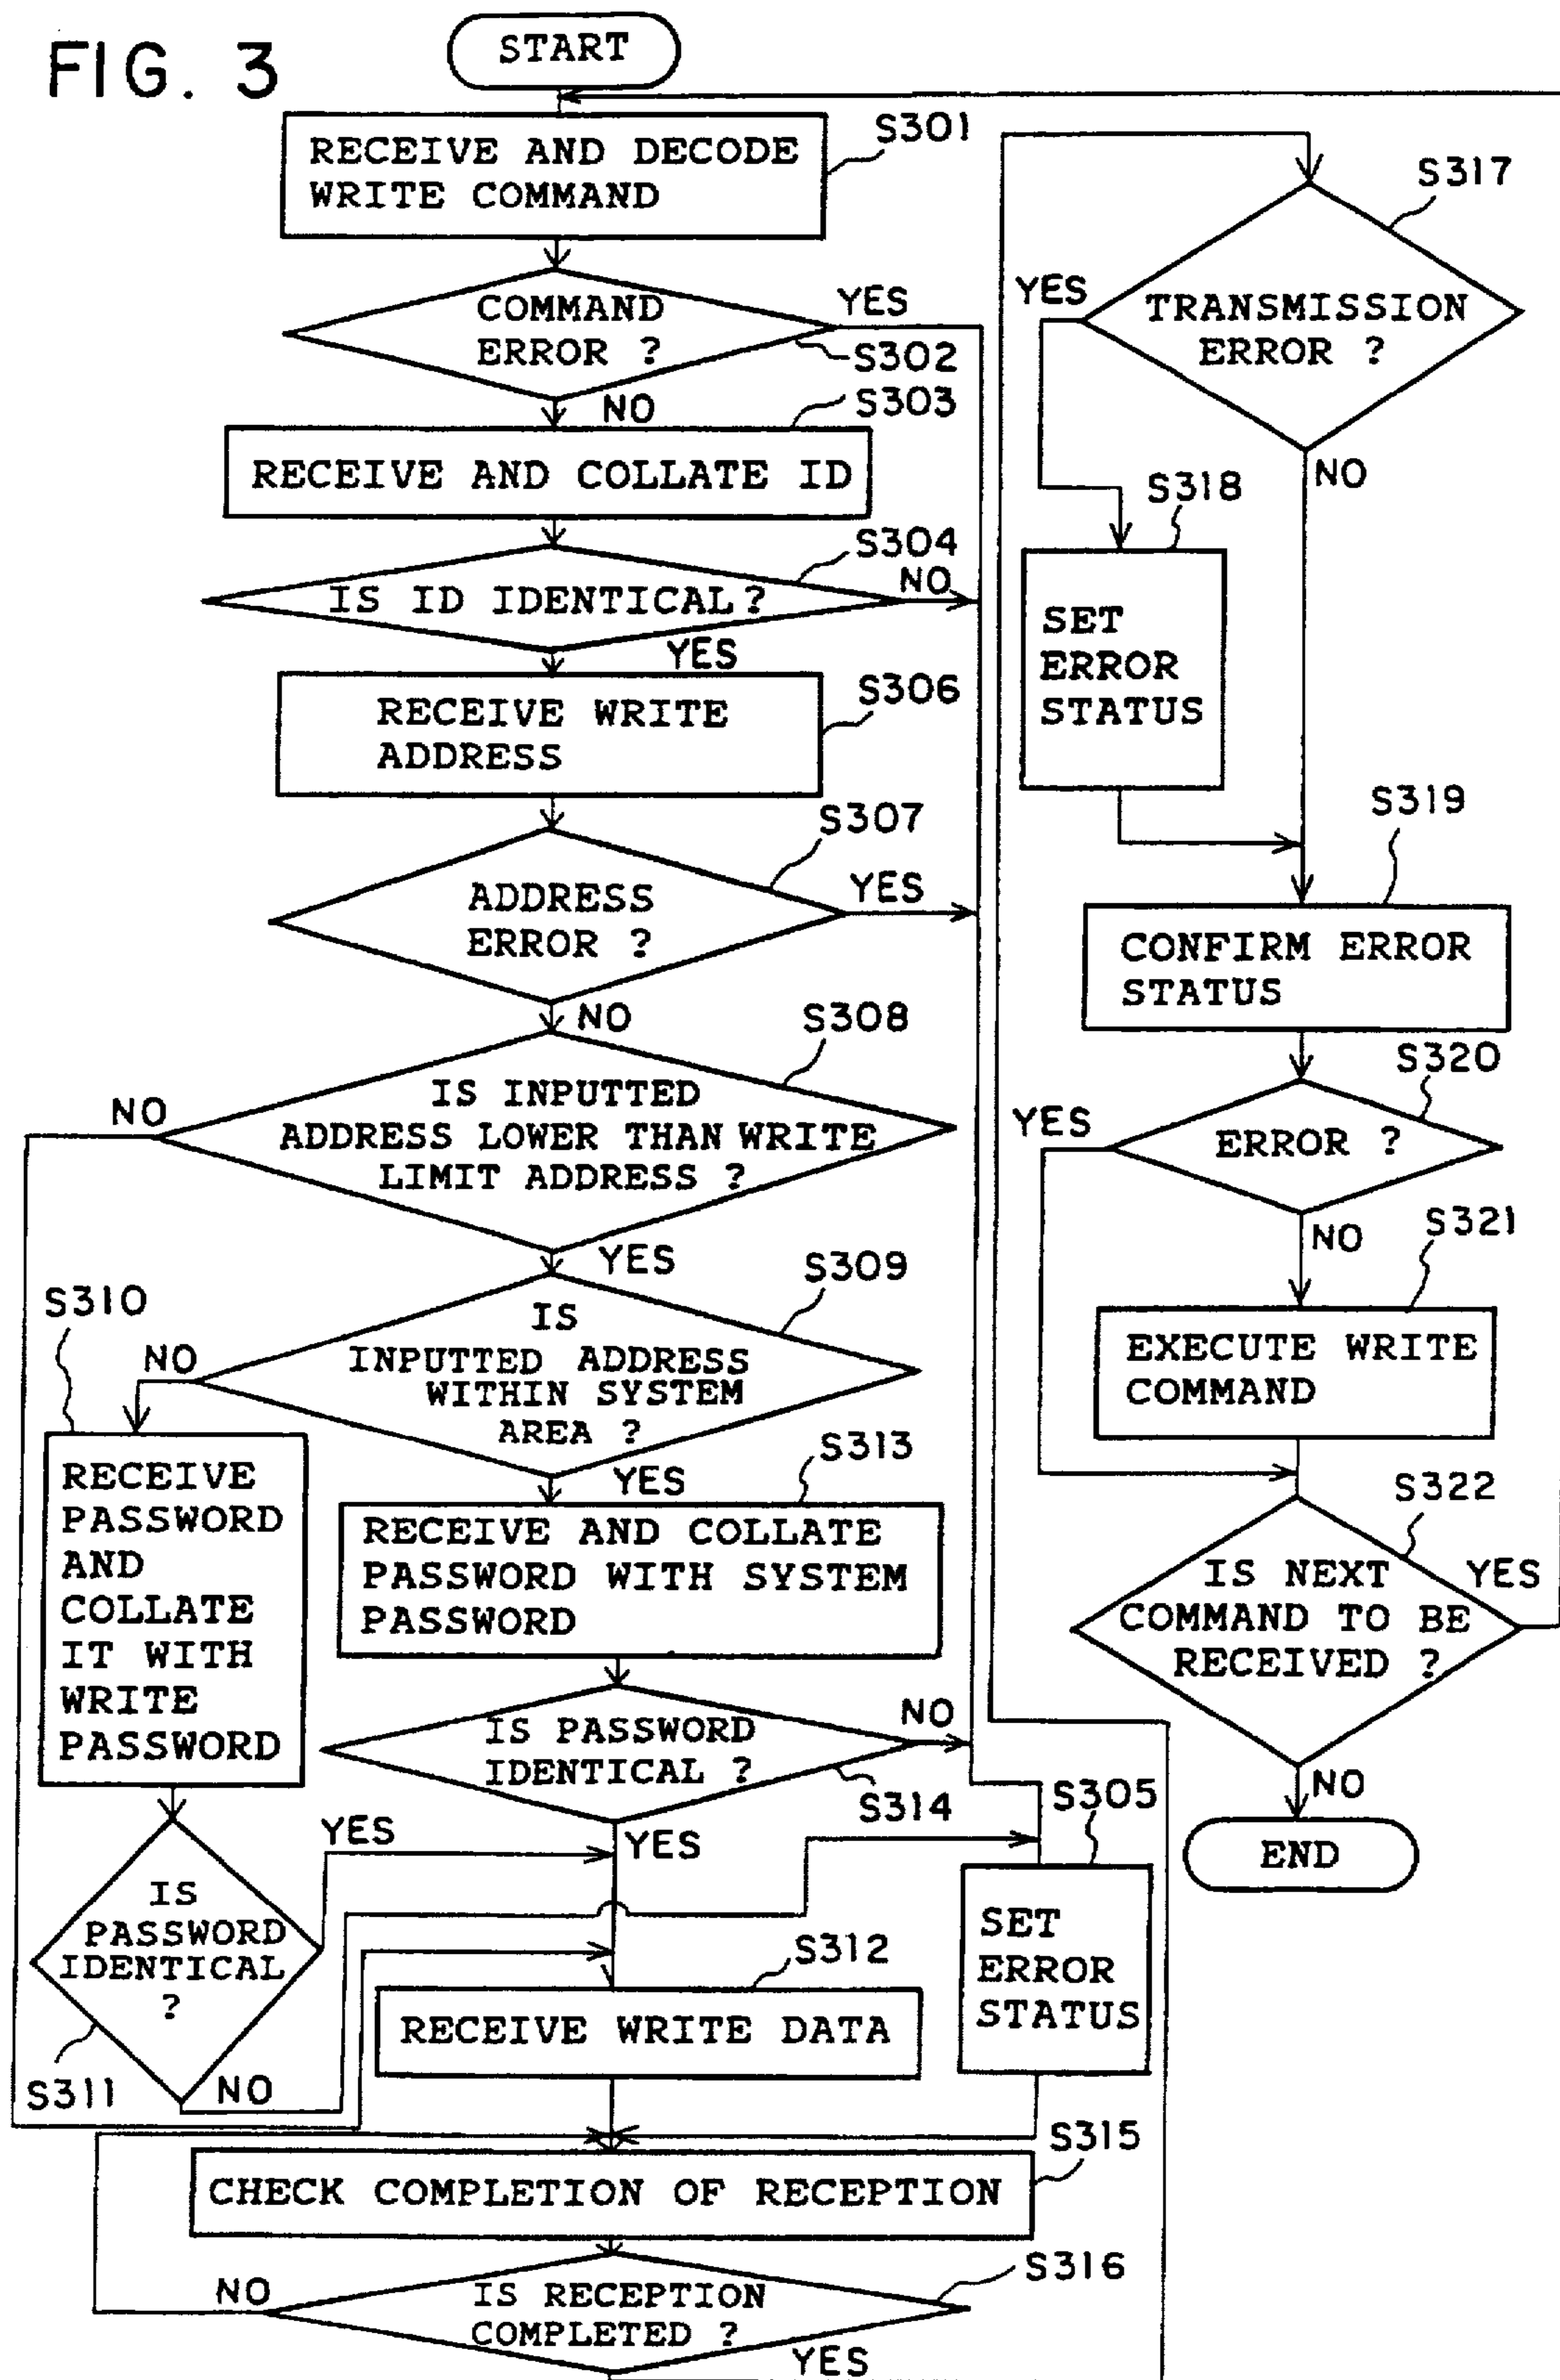 FIG. 3
START
S301
RECEIVE AND DECODE
WRITE COMMAND
COMMAND
ERROR ?
YES
S302
NO
S303
RECEIVE AND COLLATE ID
S304
IS ID IDENTICAL ?
NO
YES
S306
RECEIVE WRITE
ADDRESS
S307
ADDRESS
ERROR ?
YES
NO
S308
IS INPUTTED
ADDRESS LOWER THAN WRITE
LIMIT ADDRESS ?
NO
YES
S309
IS
INPUTTED ADDRESS
WITHIN SYSTEM
AREA ?
NO
YES
S310
RECEIVE
PASSWORD
AND
COLLATE
IT WITH
WRITE
PASSWORD
S313
RECEIVE AND COLLATE
PASSWORD WITH SYSTEM
PASSWORD
IS PASSWORD
IDENTICAL ?
NO
S314
YES
IS
PASSWORD
IDENTICAL
?
YES
S311
NO
S305
SET
ERROR
STATUS
S312
RECEIVE WRITE DATA
S315
CHECK COMPLETION OF RECEPTION
S316
IS RECEPTION
COMPLETED ?
NO
YES
S317
TRANSMISSION
ERROR ?
YES
NO
S318
SET
ERROR
STATUS
S319
CONFIRM ERROR
STATUS
S320
ERROR ?
YES
NO
S321
EXECUTE WRITE
COMMAND
S322
IS NEXT
COMMAND TO BE
RECEIVED ?
YES
NO
END